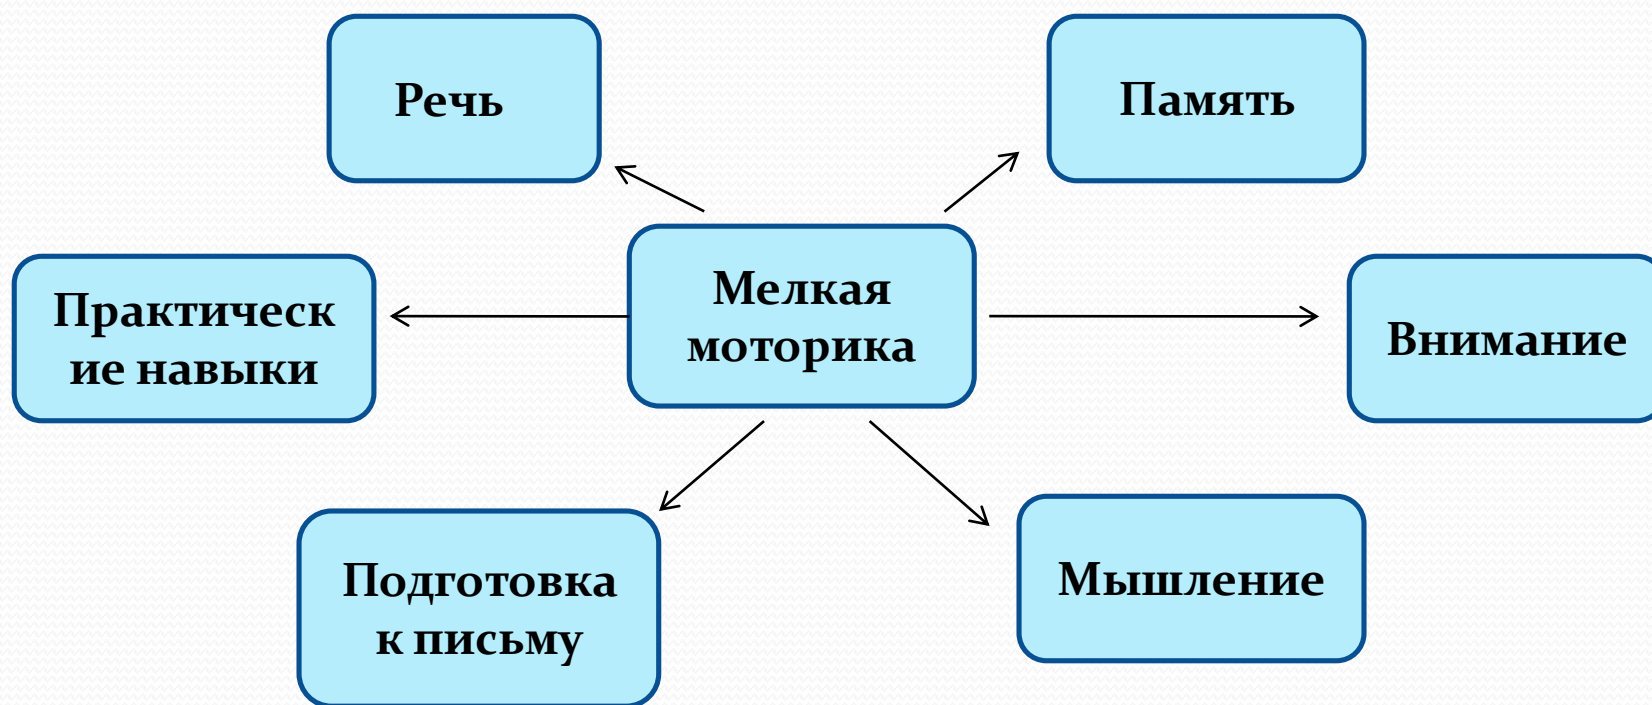 Речь
Память
Мелкая
моторика
Практическ
ие навыки
Внимание
Подготовка
к письму
Мышление